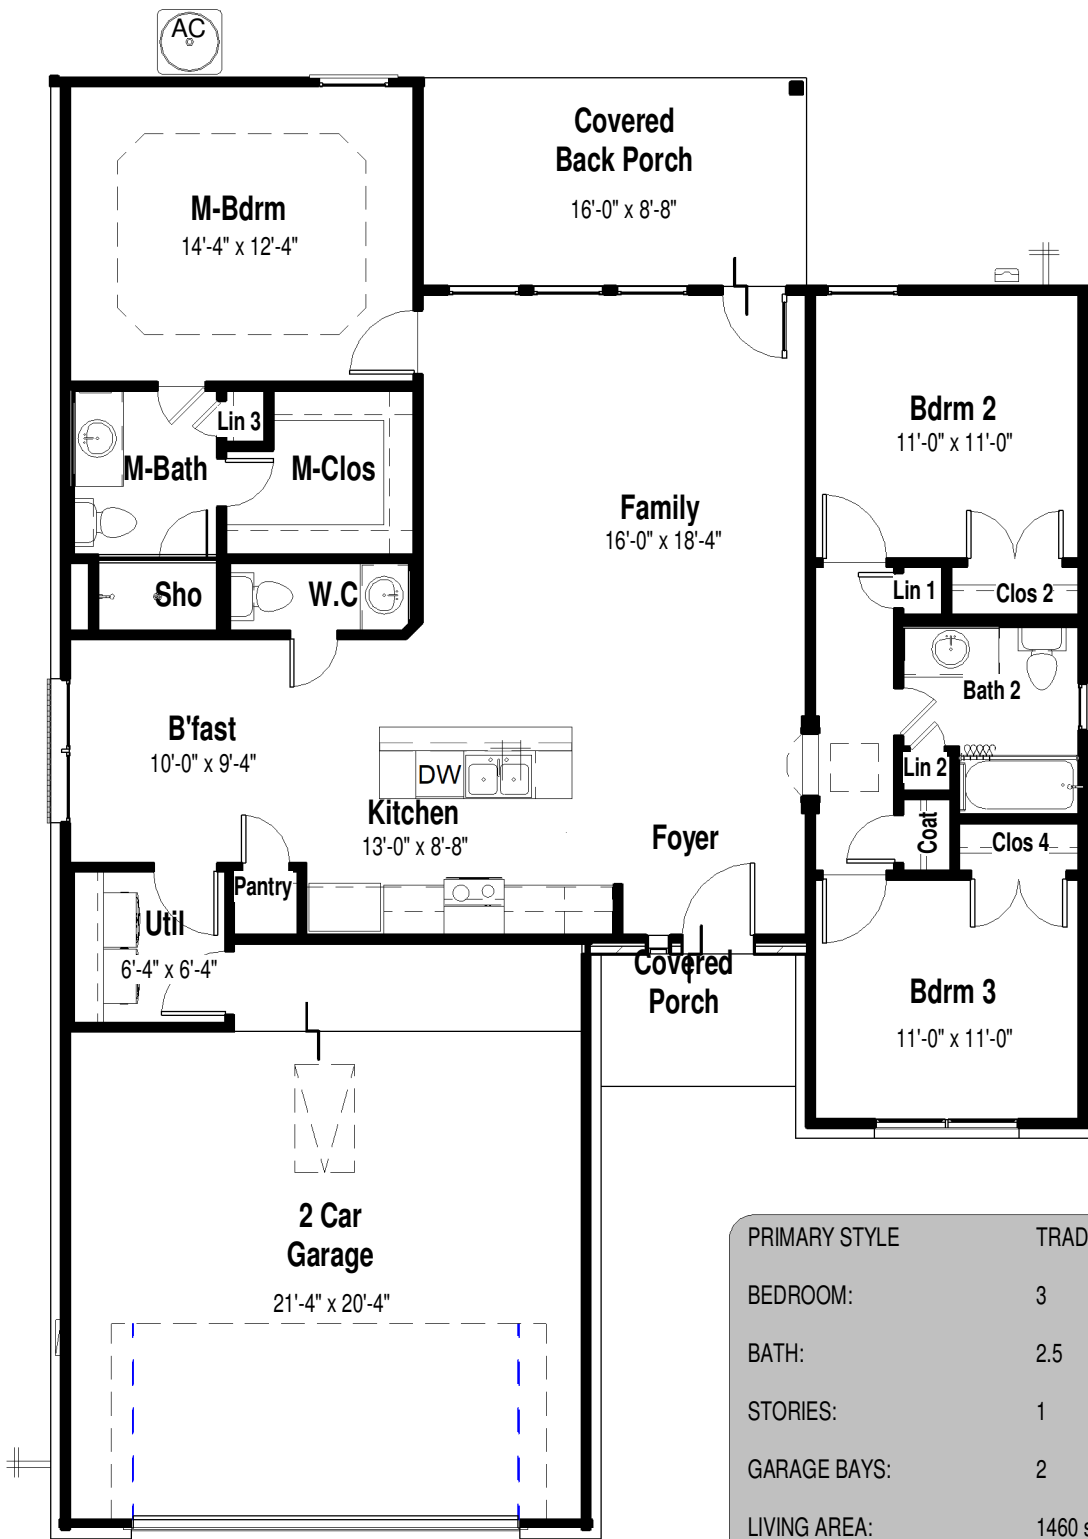 AC
Covered
Back Porch
16'-0" x 8'-8"
M-Bdrm
14'-4" x 12'-4"
Lin 3
M-Bath
M-Clos
Bdrm 2
11'-0" x 11'-0"
Family
16'-0" x 18'-4"
Sho
W.C
Lin 1
Clos 2
Bath 2
B'fast
10'-0" x 9'-4"
DW
Lin 2
Kitchen
13'-0" x 8'-8"
Foyer
Coat
Clos 4
Pantry
Util
6'-4" x 6'-4"
Covered
Porch
Bdrm 3
11'-0" x 11'-0"
2 Car
Garage
21'-4" x 20'-4"
PRIMARY STYLE TRAD
BEDROOM: 3
BATH: 2.5
STORIES: 1
GARAGE BAYS: 2
LIVING AREA: 1460 s